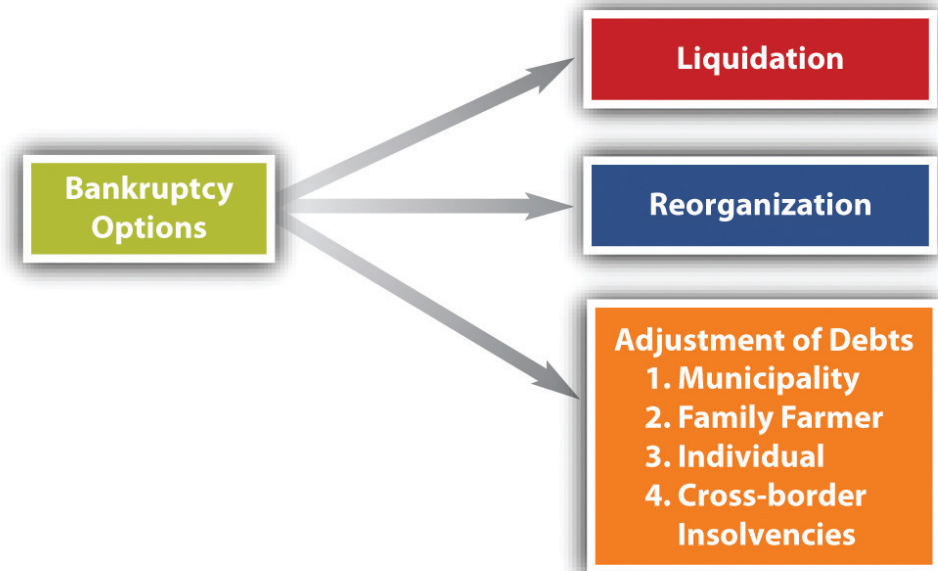 Bankruptcy
Options
Liquidation
Reorganization
Adjustment of Debts
1. Municipality
2. Family Farmer
3. Individual
4. Cross-border
Insolvencies